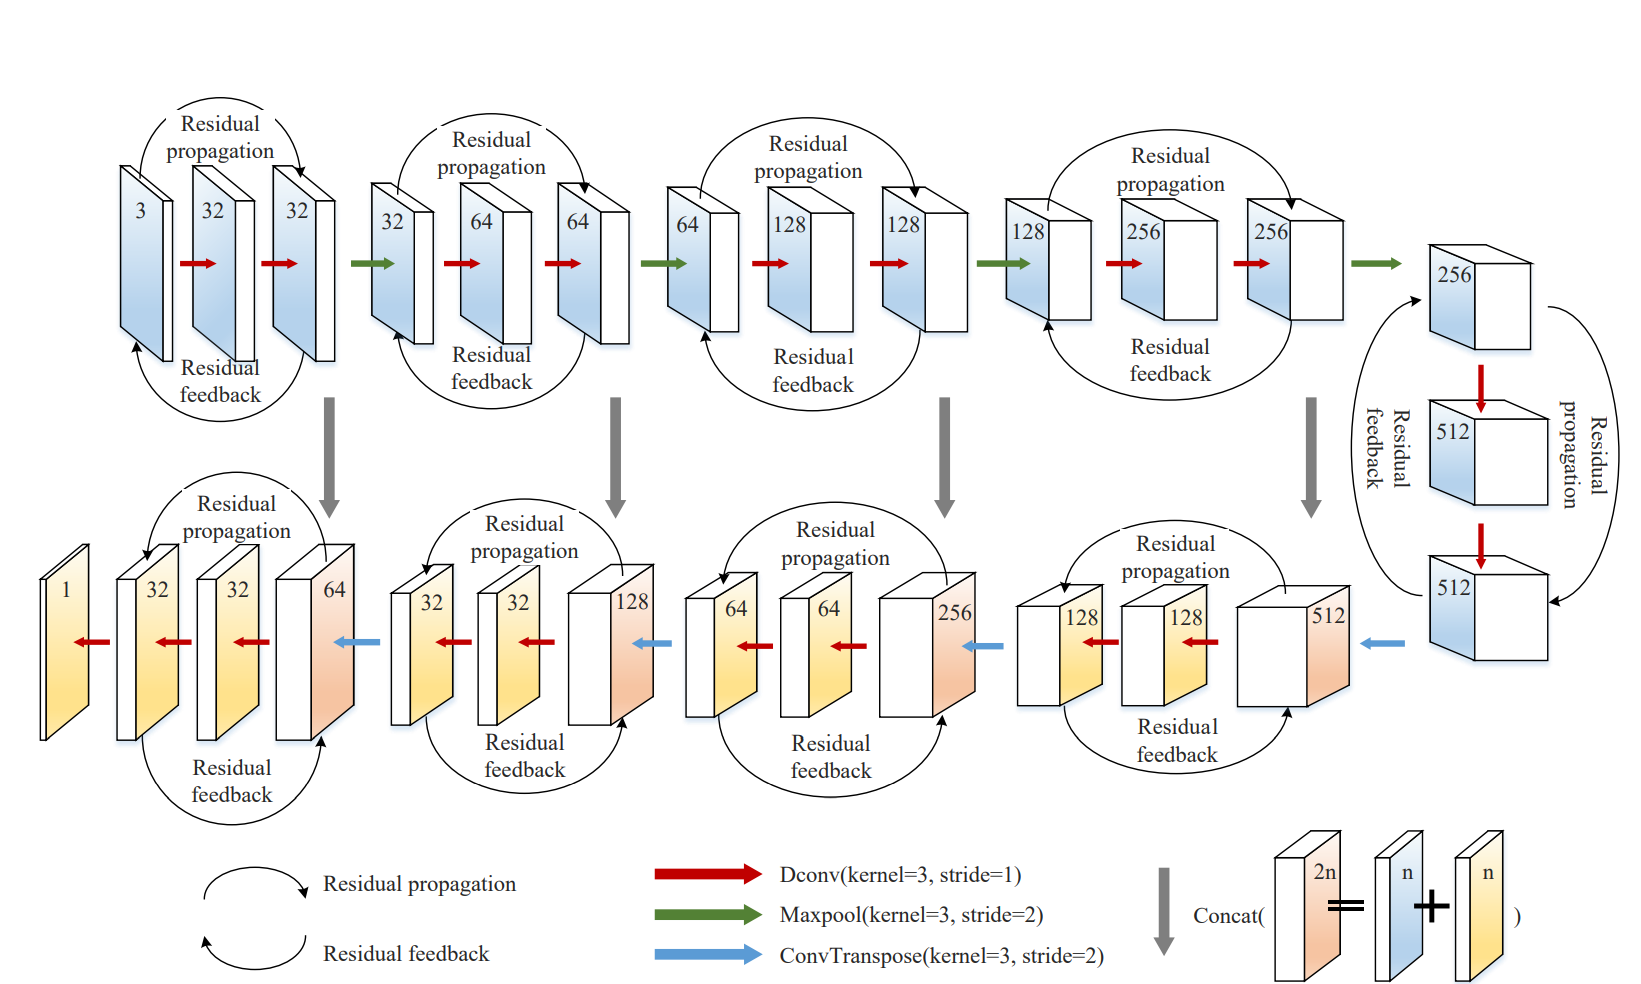 Residual
propagation
3
32
32
Residual
feedback
Residual
propagation
32
64
64
Residual
feedback
Residual
propagation
64
128
128
Residual
feedback
Residual
propagation
128
256
256
Residual
feedback
256
512
512
Residual
feedback
Residual
propagation
Residual
propagation
1
32
32
64
Residual
feedback
Residual
propagation
32
32
128
Residual
feedback
Residual
propagation
64
64
256
Residual
feedback
Residual
propagation
128
128
512
Residual
feedback
Residual propagation
Residual feedback
Dconv(kernel=3, stride=1)
Maxpool(kernel=3, stride=2)
ConvTranspose(kernel=3, stride=2)
Concat( 2n = n + n )